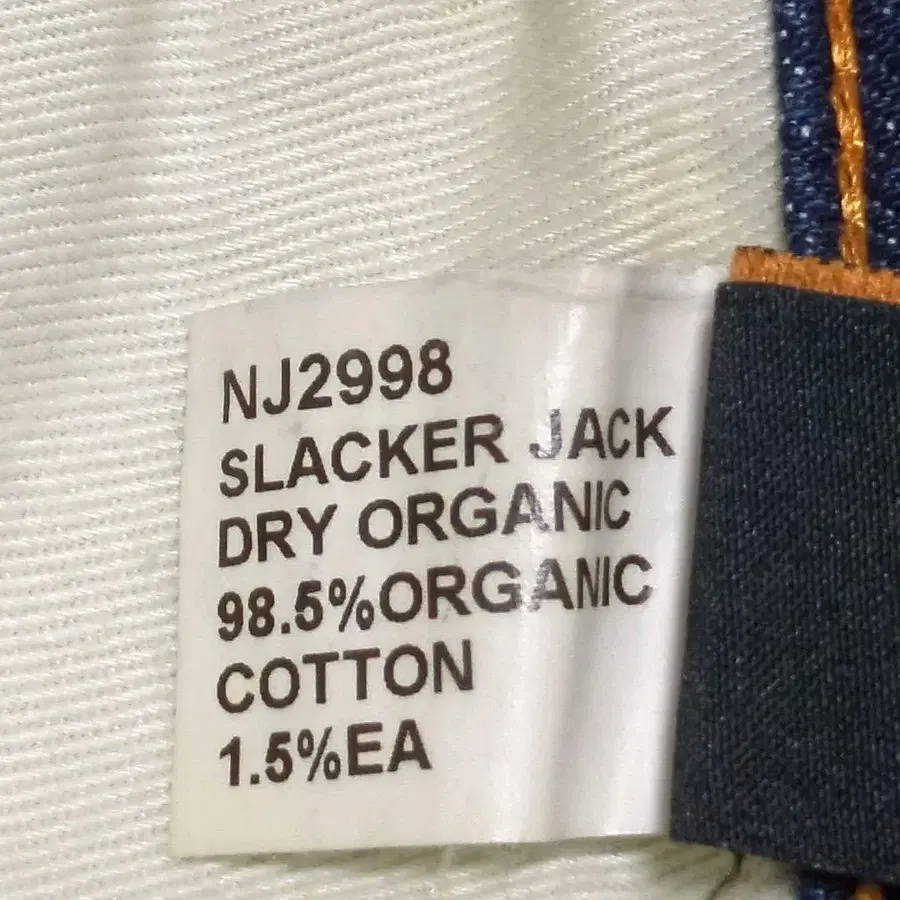 NJ2998
SLACKER JACK
DRY ORGANIC
98.5%ORGANIC
COTTON
1.5%EA